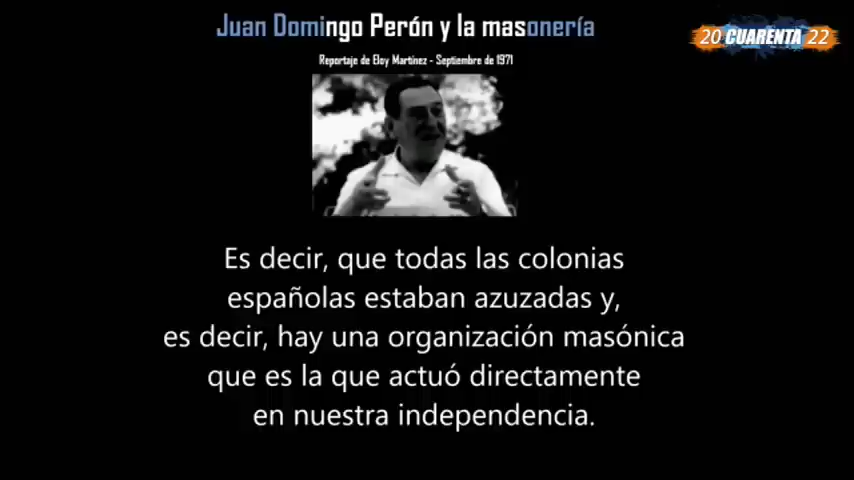 Juan Domingo Perón y la masonería
20 CUARENTA 22
Reportaje de Eloy Martínez - Septiembre de 1971
Es decir, que todas las colonias
españolas estaban azuzadas y,
es decir, hay una organización masónica
que es la que actuó directamente
en nuestra independencia.